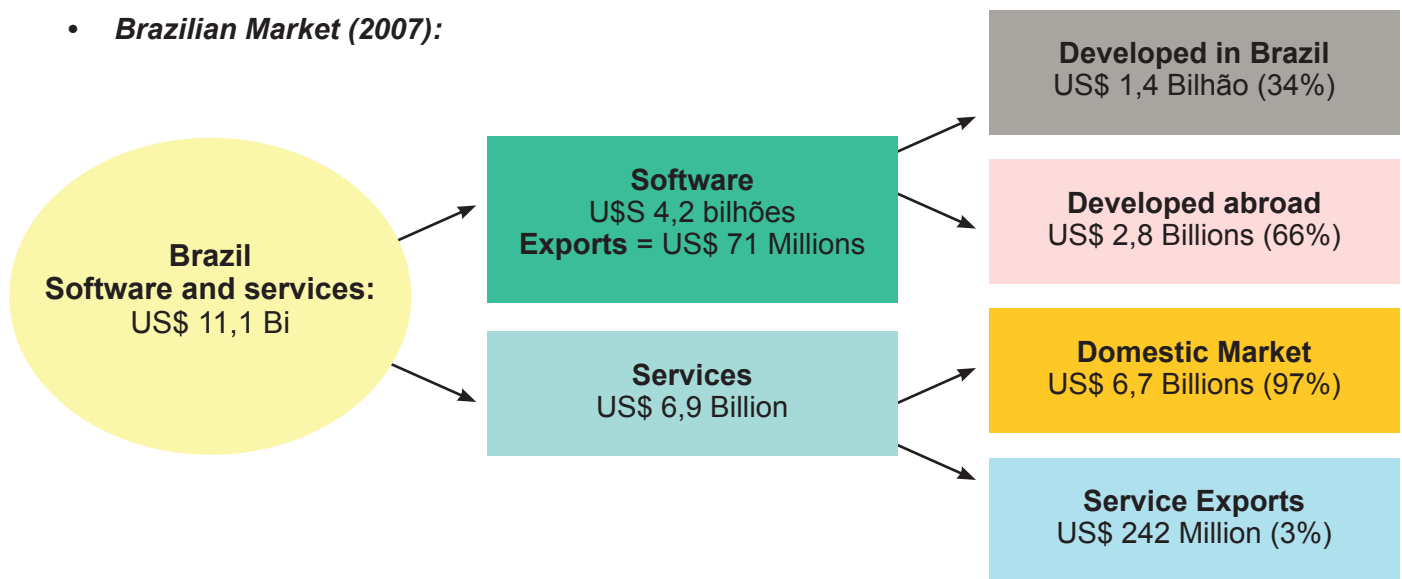 • Brazilian Market (2007):
Developed in Brazil
US$ 1,4 Bilhão (34%)
Software
U$S 4,2 bilhões
Exports = US$ 71 Millions
Developed abroad
US$ 2,8 Billions (66%)
Brazil
Software and services:
US$ 11,1 Bi
Services
US$ 6,9 Billion
Domestic Market
US$ 6,7 Billions (97%)
Service Exports
US$ 242 Million (3%)